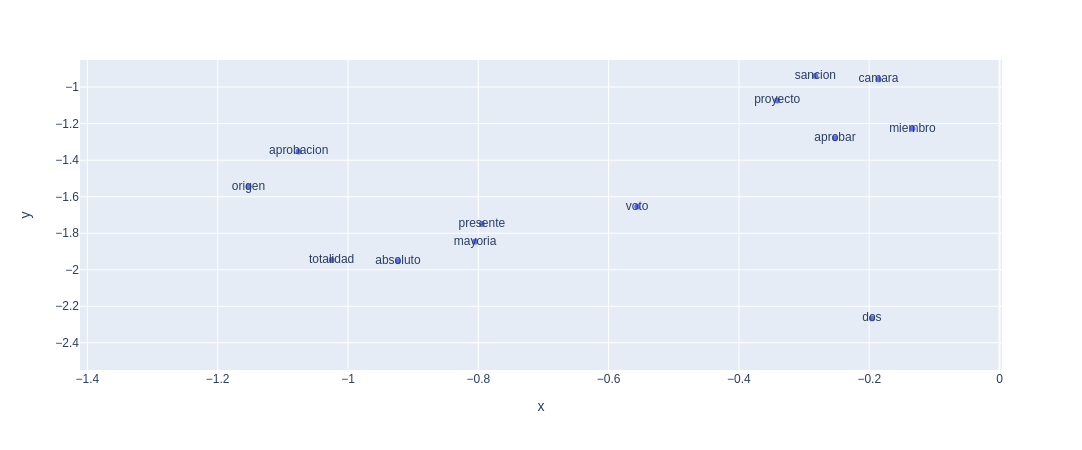 sancion
camara
−1
proyecto
−1.2
miembro
aprobar
aprobacion
−1.4
origen
−1.6
voto
y
presente
−1.8
mayoria
totalidad
absoluto
−2
−2.2
dos
−2.4
−1.4 −1.2 −1 −0.8 −0.6 −0.4 −0.2 0
x